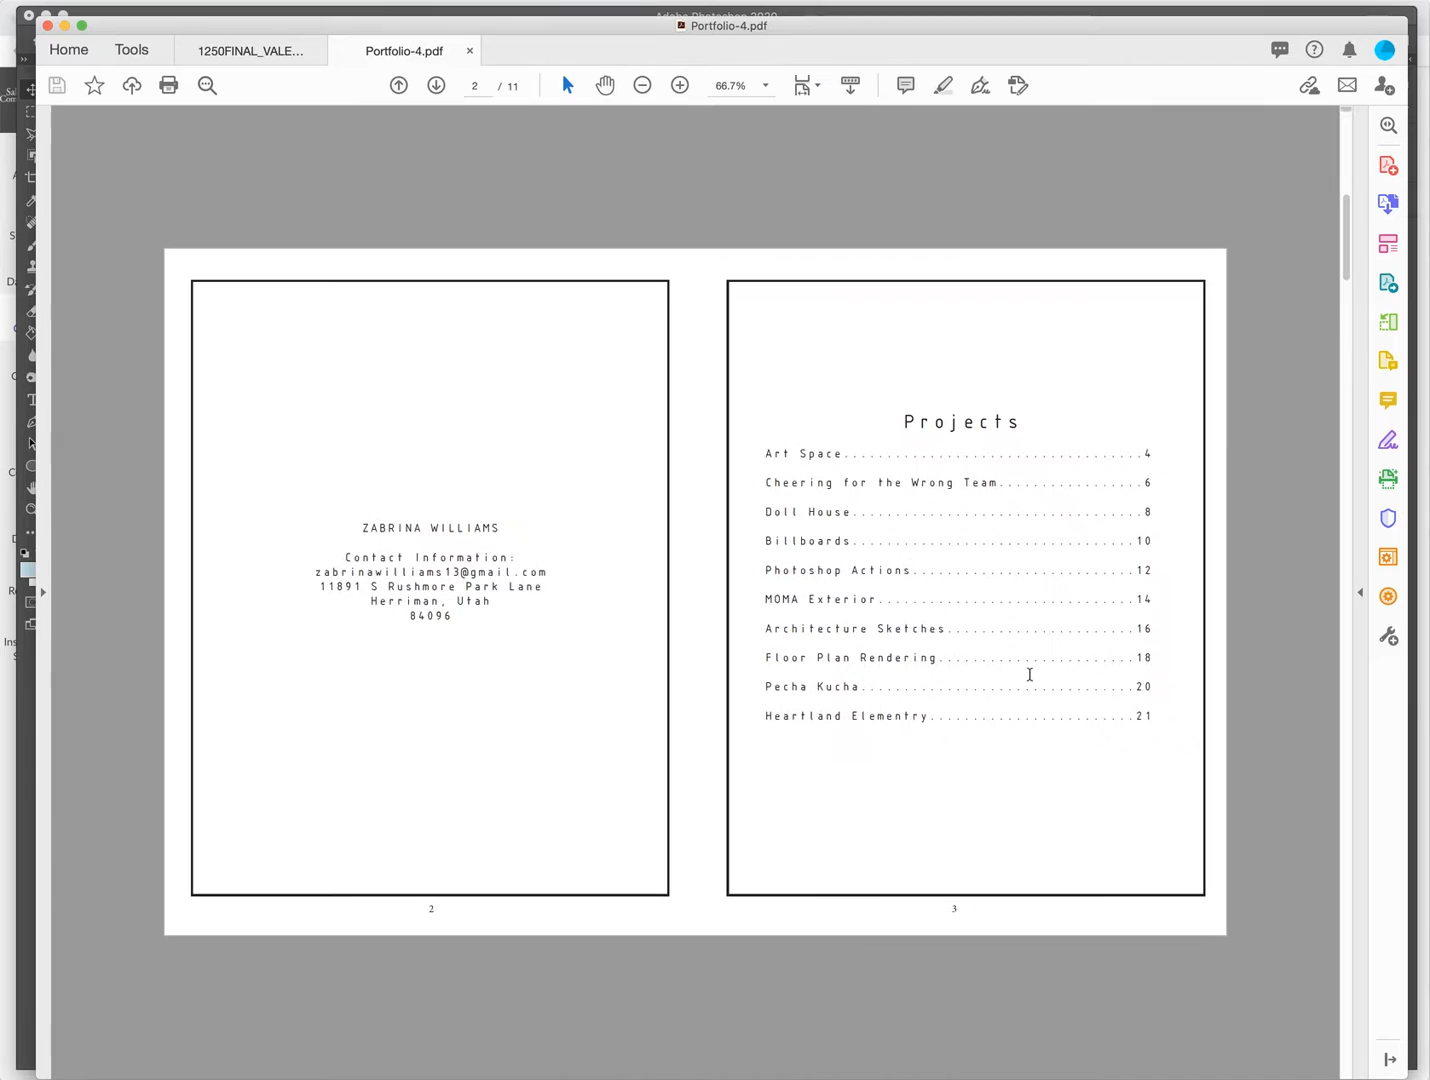 Adobe Photoshop 2020
Portfolio-4.pdf
Home
Tools
1250FINAL_VALE...
Portfolio-4.pdf
2 / 11
66.7%
ZABRINA WILLIAMS
Contact Information:
zabrinawilliams13@gmail.com
11891 S Rushmore Park Lane
Herriman, Utah
84096
2
Projects
Art Space..................................4
Cheering for the Wrong Team................6
Doll House.................................8
Billboards.................................10
Photoshop Actions..........................12
MOMA Exterior..............................14
Architecture Sketches......................16
Floor Plan Rendering.......................18
Pecha Kucha................................20
Heartland Elementry........................21
3